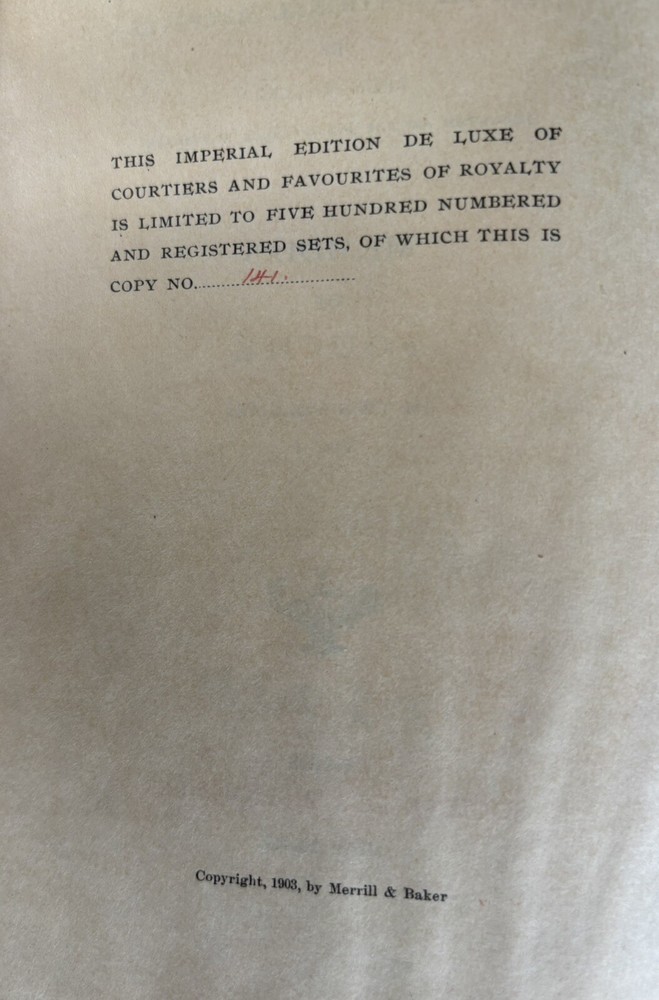 THIS IMPERIAL EDITION DE LUXE OF
COURTIERS AND FAVOURITES OF ROYALTY
IS LIMITED TO FIVE HUNDRED NUMBERED
AND REGISTERED SETS, OF WHICH THIS IS
COPY NO. 141.
Copyright, 1903, by Merrill & Baker